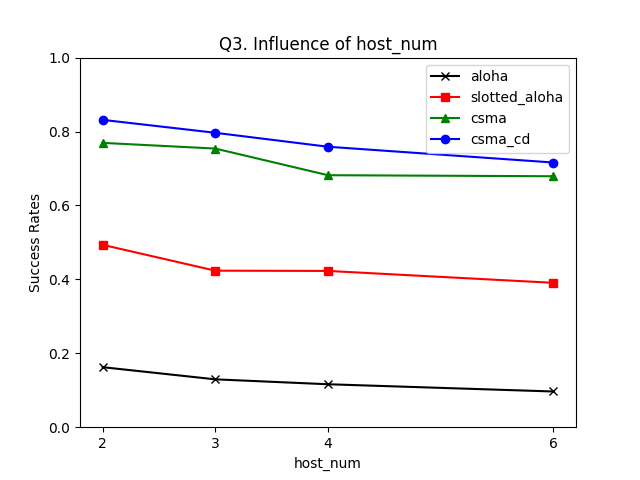 Q3. Influence of host_num
1.0
0.8
0.6
0.4
0.2
0.0
Success Rates
aloha
slotted_aloha
csma
csma_cd
2
3
4
6
host_num